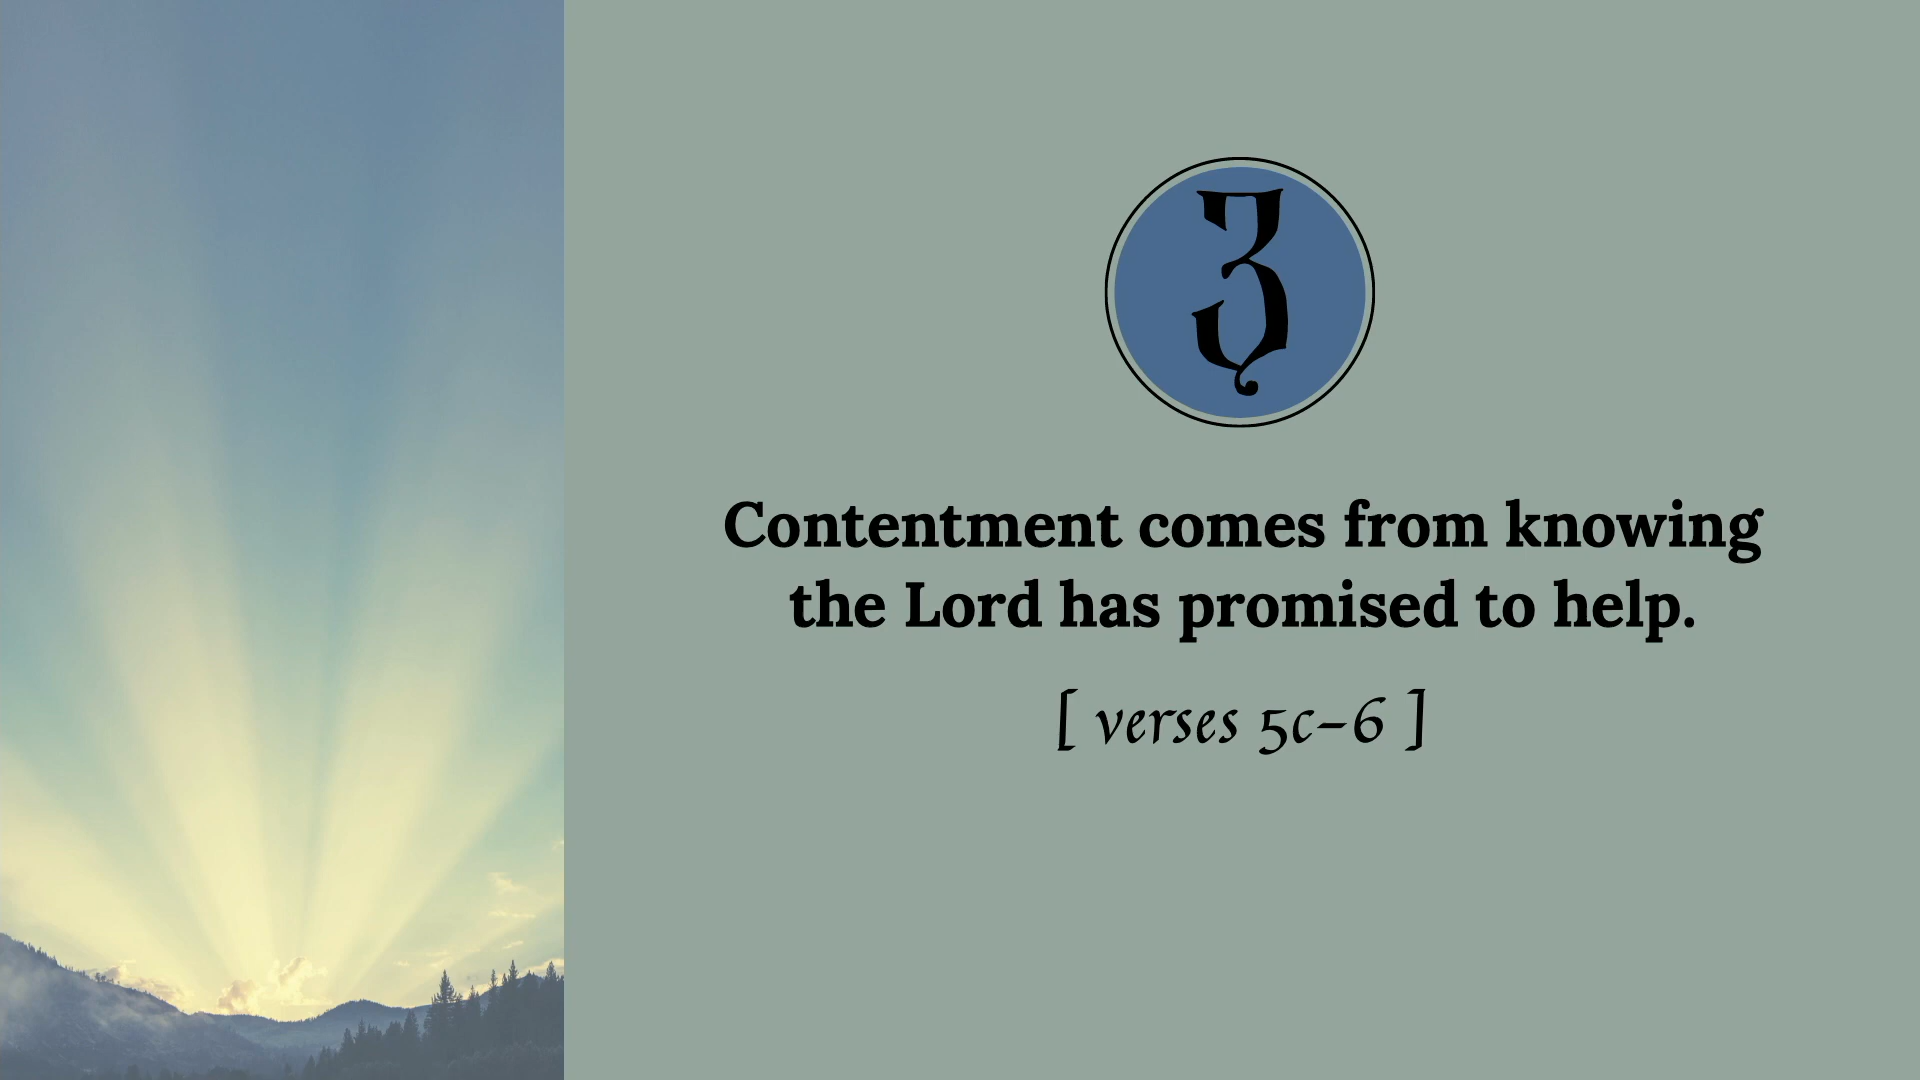 3
Contentment comes from knowing
the Lord has promised to help.
[ verses 5c–6 ]